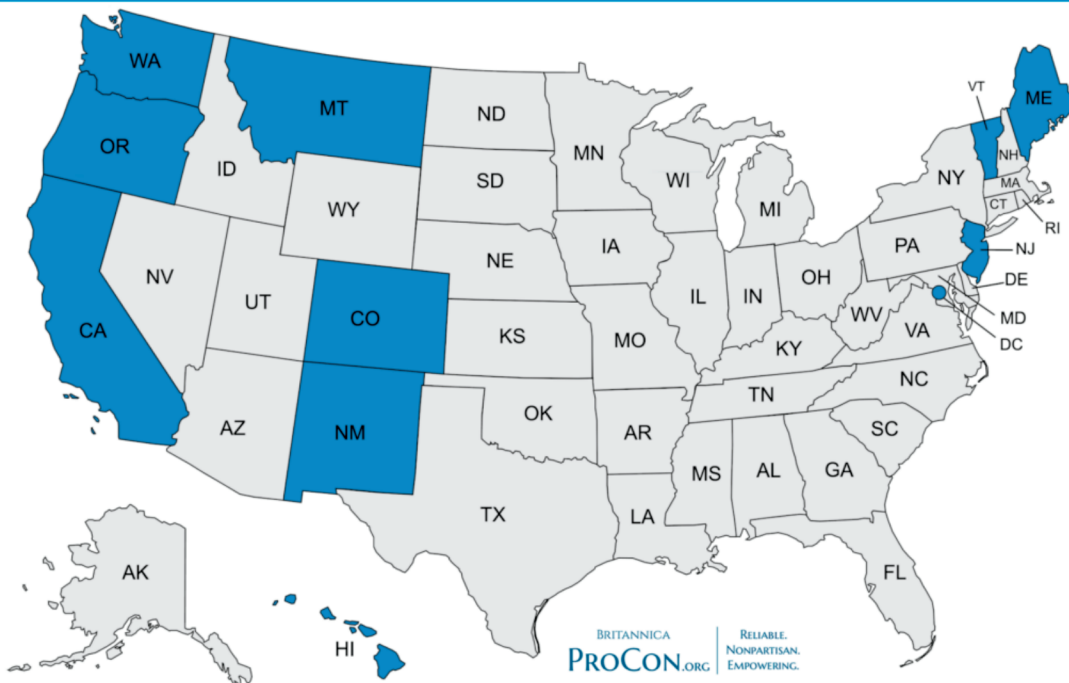 WA
MT
ND
MN
VT
ME
OR
ID
SD
WI
NH
NY
MA
WY
MI
CT
RI
IA
PA
NJ
NE
OH
NV
UT
IL
IN
DE
CA
CO
WV
MD
KS
MO
VA
DC
KY
NC
TN
AZ
NM
OK
AR
SC
MS
AL
GA
TX
LA
AK
FL
HI
BRITANNICA
PROCON.ORG
RELIABLE.
NONPARTISAN.
EMPOWERING.